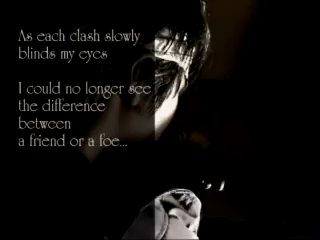 As each clash slowly
blinds my eyes
I could no longer see
the difference
between
a friend or a foe...